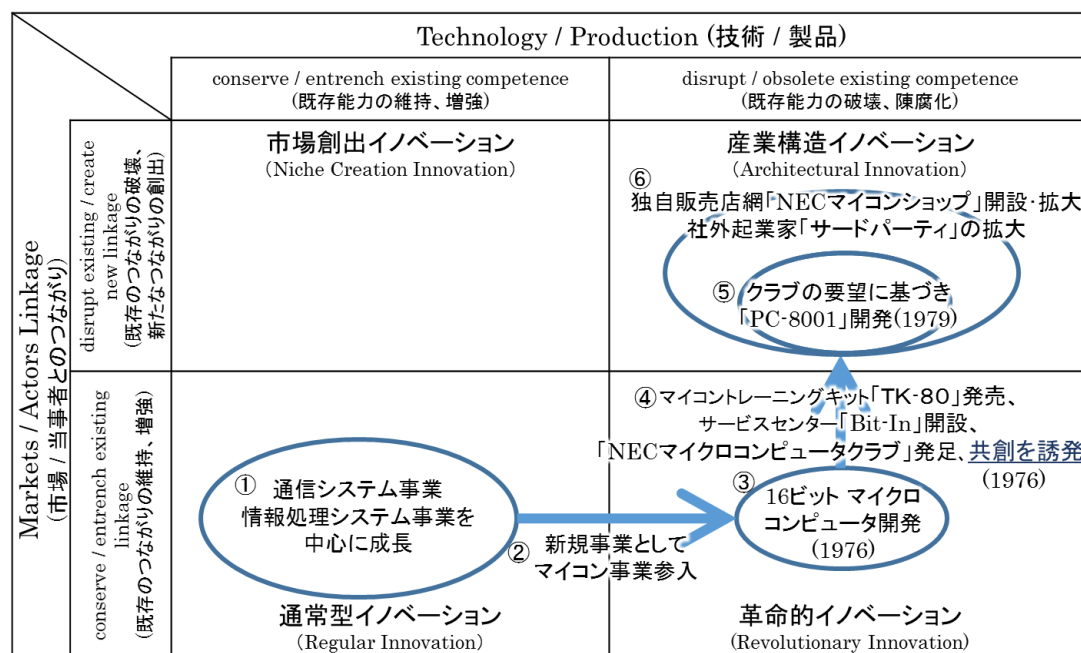 Technology / Production (技術 / 製品)
conserve / entrench existing competence
(既存能力の維持、増強)
disrupt / obsolete existing competence
(既存能力の破壊、陳腐化)
Markets / Actors Linkage
(市場 / 当事者とのつながり)
disrupt existing / create
new linkage
(既存のつながりの破壊、
新たなつながりの創出)
市場創出イノベーション
(Niche Creation Innovation)
産業構造イノベーション
(Architectural Innovation)
⑥
独自販売店網「NECマイコンショップ」開設・拡大
社外起業家「サードパーティ」の拡大
⑤ クラブの要望に基づき
「PC-8001」開発(1979)
conserve / entrench existing
linkage
(既存のつながりの維持、増強)
④マイコントレーニングキット「TK-80」発売、
サービスセンター「Bit-In」開設、
「NECマイクロコンピュータクラブ」発足、共創を誘発
(1976)
① 通信システム事業
情報処理システム事業を
中心に成長
② 新規事業として
マイコン事業参入
③ 16ビット マイクロ
コンピュータ開発
(1976)
通常型イノベーション
(Regular Innovation)
革命的イノベーション
(Revolutionary Innovation)